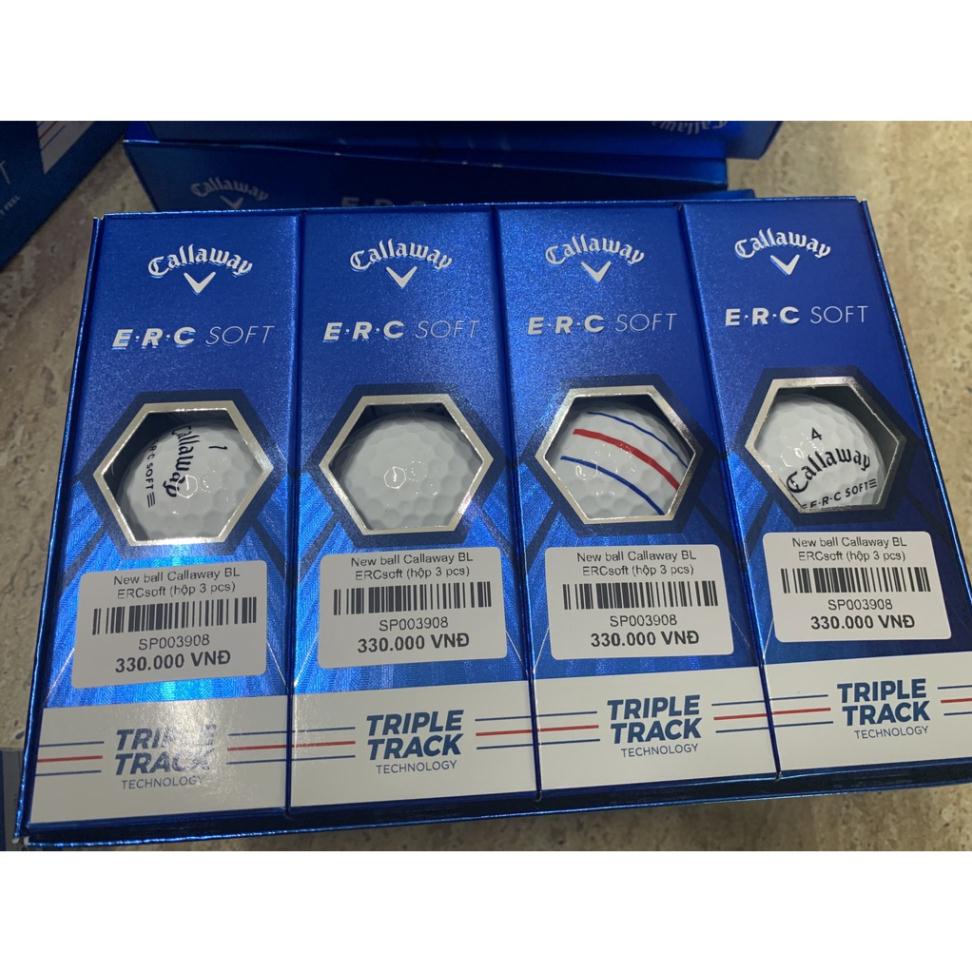 Callaway
E·R·C
Callaway
Callaway
E·R·C SOFT
1
Callaway
E·R·C SOFT
New ball Callaway BL
ERCsoft (hộp 3 pcs)
SP003908
330.000 VNĐ
TRIPLE
TRACK
TECHNOLOGY
Callaway
E·R·C SOFT
New ball Callaway BL
ERCsoft (hộp 3 pcs)
SP003908
330.000 VNĐ
TRIPLE
TRACK
TECHNOLOGY
Callaway
E·R·C SOFT
New ball Callaway BL
ERCsoft (hộp 3 pcs)
SP003908
330.000 VNĐ
TRIPLE
TRACK
TECHNOLOGY
Callaway
E·R·C SOFT
4
Callaway
E·R·C SOFT
New ball Callaway BL
ERCsoft (hộp 3 pcs)
SP003908
330.000 VNĐ
TRIPLE
TRACK
TECHNOLOGY